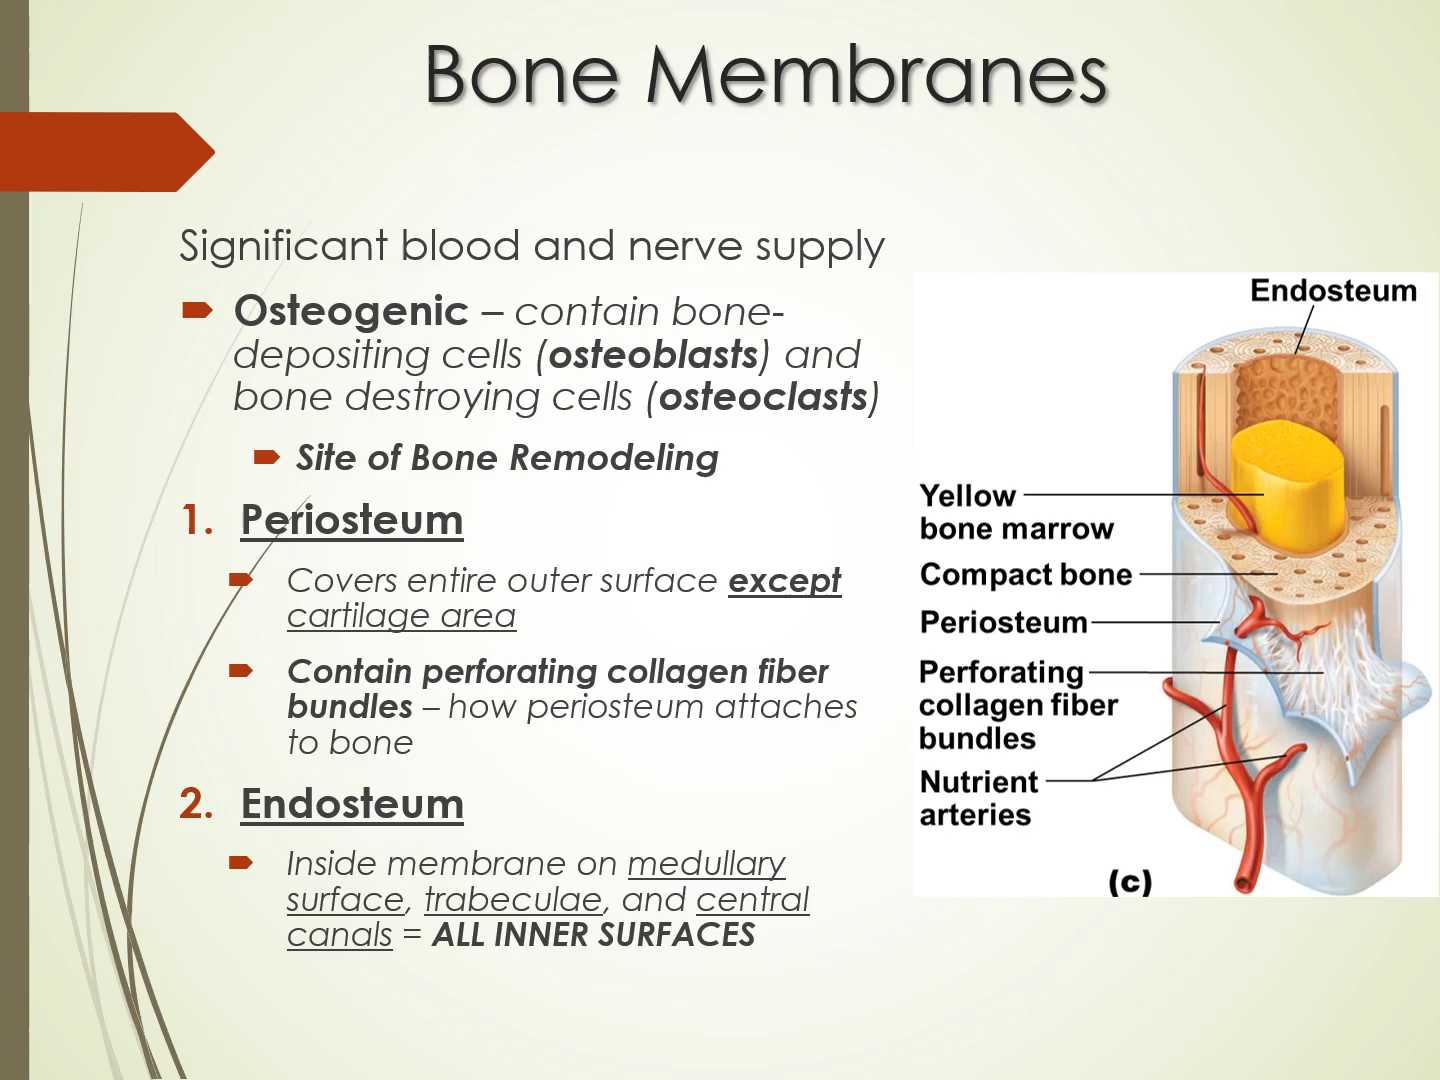 Bone Membranes
Significant blood and nerve supply
Osteogenic – contain bone-
depositing cells (osteoblasts) and
bone destroying cells (osteoclasts)
Site of Bone Remodeling
1. Periosteum
Covers entire outer surface except
cartilage area
Contain perforating collagen fiber
bundles – how periosteum attaches
to bone
2. Endosteum
Inside membrane on medullary
surface, trabeculae, and central
canals = ALL INNER SURFACES
Endosteum
Yellow
bone marrow
Compact bone
Periosteum
Perforating
collagen fiber
bundles
Nutrient
arteries
(c)